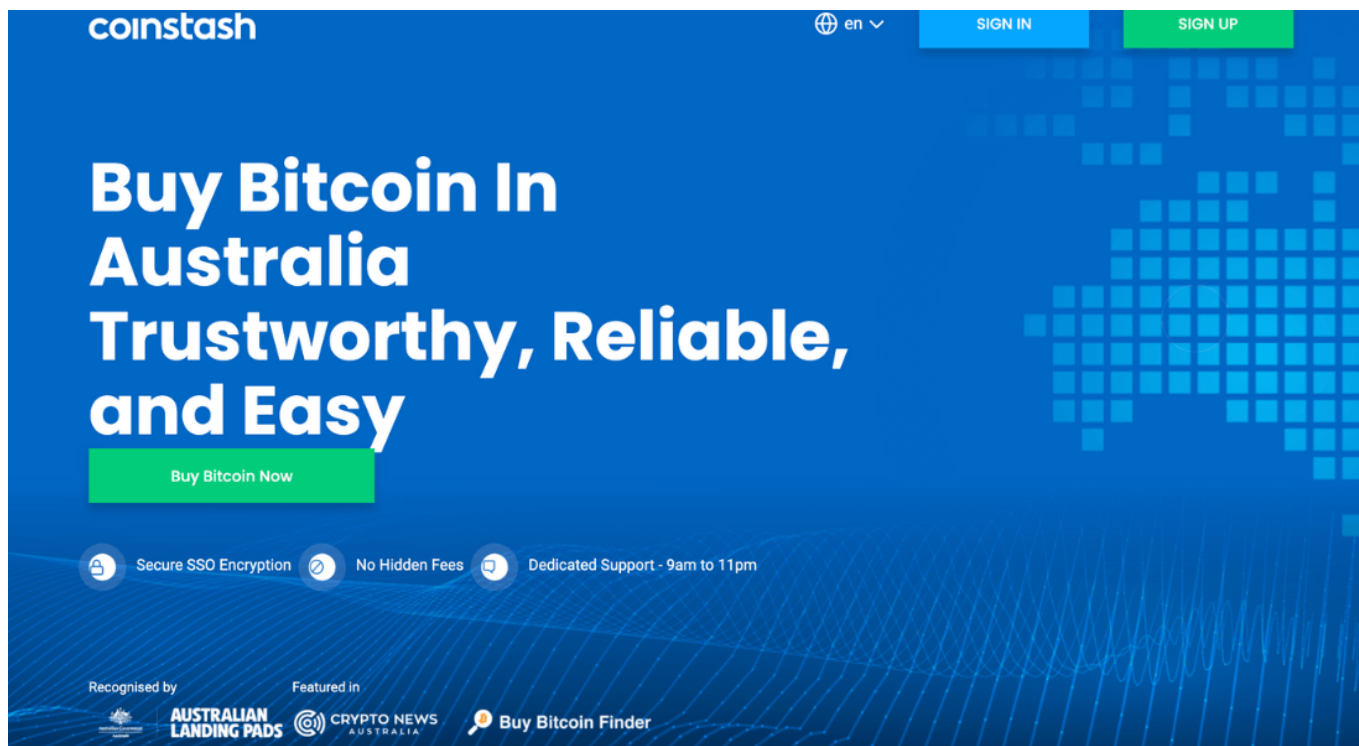 coinstash
en
SIGN IN
SIGN UP
Buy Bitcoin In
Australia
Trustworthy, Reliable,
and Easy
Buy Bitcoin Now
Secure SSO Encryption
No Hidden Fees
Dedicated Support - 9am to 11pm
Recognised by
Featured in
AUSTRALIAN
LANDING PADS
CRYPTO NEWS
AUSTRALIA
Buy Bitcoin Finder